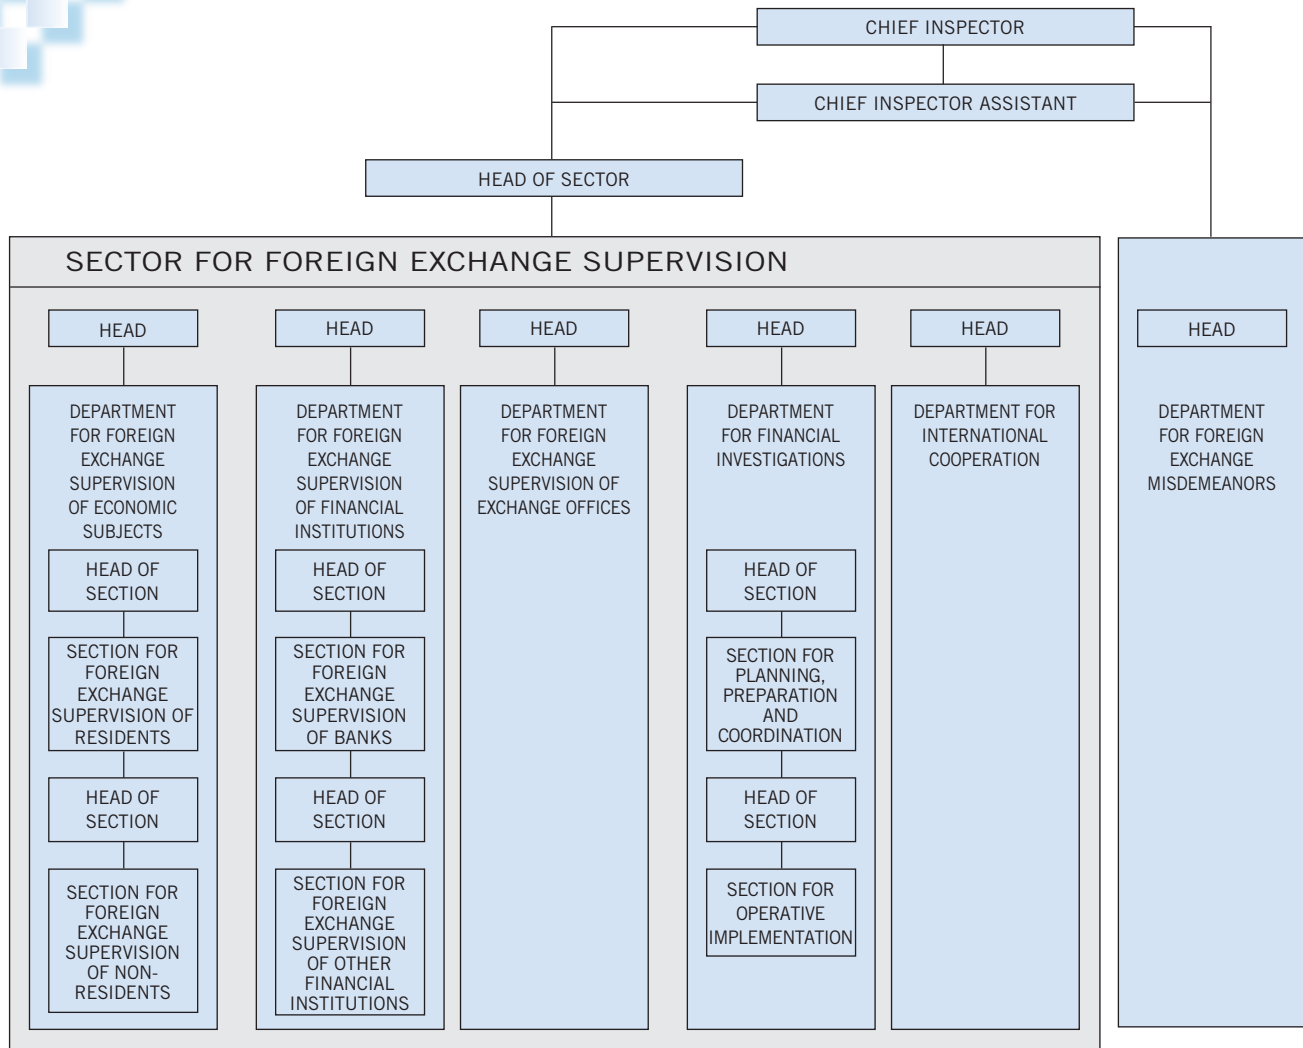 CHIEF INSPECTOR
CHIEF INSPECTOR ASSISTANT
HEAD OF SECTOR
SECTOR FOR FOREIGN EXCHANGE SUPERVISION
HEAD
DEPARTMENT
FOR FOREIGN
EXCHANGE
SUPERVISION
OF ECONOMIC
SUBJECTS
HEAD OF
SECTION
SECTION FOR
FOREIGN
EXCHANGE
SUPERVISION OF
RESIDENTS
HEAD OF
SECTION
SECTION FOR
FOREIGN
EXCHANGE
SUPERVISION
OF NON-
RESIDENTS
HEAD
DEPARTMENT
FOR FOREIGN
EXCHANGE
SUPERVISION
OF FINANCIAL
INSTITUTIONS
HEAD OF
SECTION
SECTION FOR
FOREIGN
EXCHANGE
SUPERVISION
OF BANKS
HEAD OF
SECTION
SECTION FOR
FOREIGN
EXCHANGE
SUPERVISION
OF OTHER
FINANCIAL
INSTITUTIONS
HEAD
DEPARTMENT
FOR FOREIGN
EXCHANGE
SUPERVISION OF
EXCHANGE OFFICES
HEAD
DEPARTMENT
FOR FINANCIAL
INVESTIGATIONS
HEAD OF
SECTION
SECTION FOR
PLANNING,
PREPARATION
AND
COORDINATION
HEAD OF
SECTION
SECTION FOR
OPERATIVE
IMPLEMENTATION
HEAD
DEPARTMENT FOR
INTERNATIONAL
COOPERATION
HEAD
DEPARTMENT
FOR FOREIGN
EXCHANGE
MISDEMEANORS